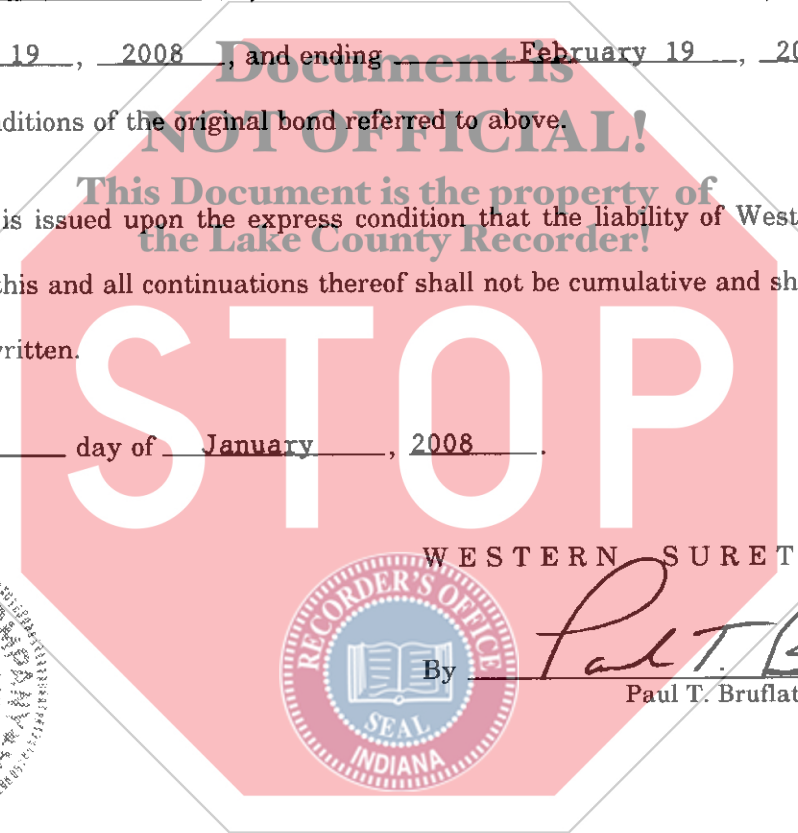 19, 2008, and ending February 19, 20
Document is
ditions of the original bond referred to above.
NOT OFFICIAL!
This Document is the property of
is issued upon the express condition that the liability of West
the Lake County Recorder!
this and all continuations thereof shall not be cumulative and sh
ritten.
STOP
day of January, 2008.
WESTERN SURET
RECORDER'S OFFICE
SEAL
INDIANA
By Paul T. B
Paul T. Bruflat